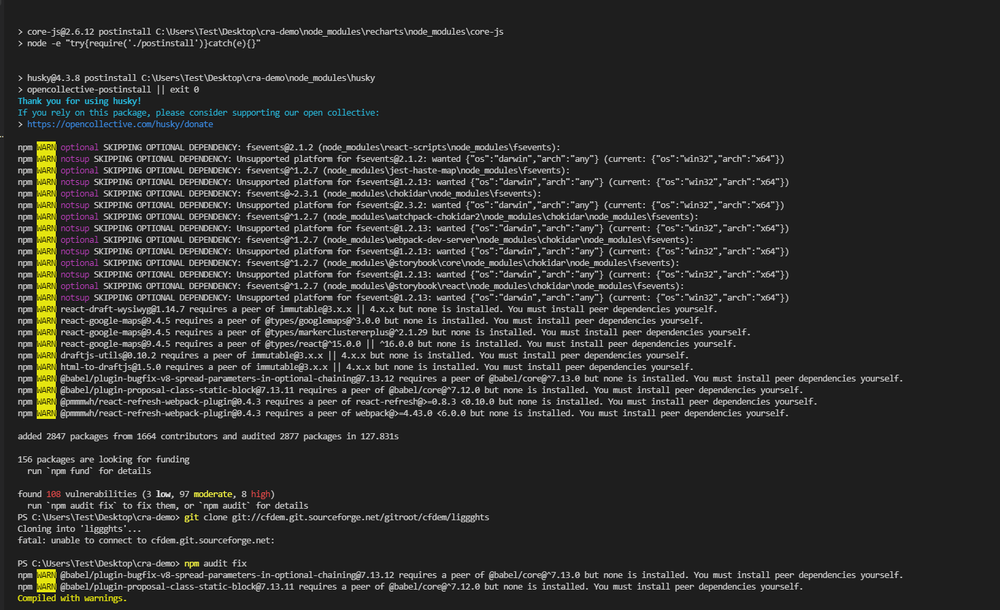 > core-js@2.6.12 postinstall C:\Users\Test\Desktop\cra-demo\node_modules\recharts\node_modules\core-js
> node -e "try{require('./postinstall')}catch(e){}"
> husky@4.3.8 postinstall C:\Users\Test\Desktop\cra-demo\node_modules\husky
> opencollective-postinstall || exit 0
Thank you for using husky!
If you rely on this package, please consider supporting our open collective:
> https://opencollective.com/husky/donate
npm WARN optional SKIPPING OPTIONAL DEPENDENCY: fsevents@2.1.2 (node_modules\react-scripts\node_modules\fsevents):
npm WARN notsup SKIPPING OPTIONAL DEPENDENCY: Unsupported platform for fsevents@2.1.2: wanted {"os":"darwin","arch":"any"} (current: {"os":"win32","arch":"x64"})
npm WARN optional SKIPPING OPTIONAL DEPENDENCY: fsevents@^1.2.7 (node_modules\jest-haste-map\node_modules\fsevents):
npm WARN notsup SKIPPING OPTIONAL DEPENDENCY: Unsupported platform for fsevents@1.2.13: wanted {"os":"darwin","arch":"any"} (current: {"os":"win32","arch":"x64"})
npm WARN optional SKIPPING OPTIONAL DEPENDENCY: fsevents@~2.3.1 (node_modules\chokidar\node_modules\fsevents):
npm WARN notsup SKIPPING OPTIONAL DEPENDENCY: Unsupported platform for fsevents@2.3.2: wanted {"os":"darwin","arch":"any"} (current: {"os":"win32","arch":"x64"})
npm WARN optional SKIPPING OPTIONAL DEPENDENCY: fsevents@^1.2.7 (node_modules\watchpack-chokidar2\node_modules\chokidar\node_modules\fsevents):
npm WARN notsup SKIPPING OPTIONAL DEPENDENCY: Unsupported platform for fsevents@1.2.13: wanted {"os":"darwin","arch":"any"} (current: {"os":"win32","arch":"x64"})
npm WARN optional SKIPPING OPTIONAL DEPENDENCY: fsevents@^1.2.7 (node_modules\webpack-dev-server\node_modules\chokidar\node_modules\fsevents):
npm WARN notsup SKIPPING OPTIONAL DEPENDENCY: Unsupported platform for fsevents@1.2.13: wanted {"os":"darwin","arch":"any"} (current: {"os":"win32","arch":"x64"})
npm WARN optional SKIPPING OPTIONAL DEPENDENCY: fsevents@^1.2.7 (node_modules\@storybook\core\node_modules\chokidar\node_modules\fsevents):
npm WARN notsup SKIPPING OPTIONAL DEPENDENCY: Unsupported platform for fsevents@1.2.13: wanted {"os":"darwin","arch":"any"} (current: {"os":"win32","arch":"x64"})
npm WARN optional SKIPPING OPTIONAL DEPENDENCY: fsevents@^1.2.7 (node_modules\@storybook\react\node_modules\chokidar\node_modules\fsevents):
npm WARN notsup SKIPPING OPTIONAL DEPENDENCY: Unsupported platform for fsevents@1.2.13: wanted {"os":"darwin","arch":"any"} (current: {"os":"win32","arch":"x64"})
npm WARN react-draft-wysiwyg@1.14.7 requires a peer of immutable@3.x.x || 4.x.x but none is installed. You must install peer dependencies yourself.
npm WARN react-google-maps@9.4.5 requires a peer of @types/googlemaps@^3.0.0 but none is installed. You must install peer dependencies yourself.
npm WARN react-google-maps@9.4.5 requires a peer of @types/markerclustererplus@^2.1.29 but none is installed. You must install peer dependencies yourself.
npm WARN react-google-maps@9.4.5 requires a peer of @types/react@^15.0.0 || ^16.0.0 but none is installed. You must install peer dependencies yourself.
npm WARN draftjs-utils@0.10.2 requires a peer of immutable@3.x.x || 4.x.x but none is installed. You must install peer dependencies yourself.
npm WARN html-to-draftjs@1.5.0 requires a peer of immutable@3.x.x || 4.x.x but none is installed. You must install peer dependencies yourself.
npm WARN @babel/plugin-bugfix-v8-spread-parameters-in-optional-chaining@7.13.12 requires a peer of @babel/core@^7.13.0 but none is installed. You must install peer dependencies yourself.
npm WARN @babel/plugin-proposal-class-static-block@7.13.11 requires a peer of @babel/core@^7.12.0 but none is installed. You must install peer dependencies yourself.
npm WARN @pmmmwh/react-refresh-webpack-plugin@0.4.3 requires a peer of react-refresh@>=0.8.3 <0.10.0 but none is installed. You must install peer dependencies yourself.
npm WARN @pmmmwh/react-refresh-webpack-plugin@0.4.3 requires a peer of webpack@>=4.43.0 <6.0.0 but none is installed. You must install peer dependencies yourself.
added 2847 packages from 1664 contributors and audited 2877 packages in 127.831s
156 packages are looking for funding
run `npm fund` for details
found 108 vulnerabilities (3 low, 97 moderate, 8 high)
run `npm audit fix` to fix them, or `npm audit` for details
PS C:\Users\Test\Desktop\cra-demo> git clone git://cfdem.git.sourceforge.net/gitroot/cfdem/liggghts
Cloning into 'liggghts'...
fatal: unable to connect to cfdem.git.sourceforge.net:
PS C:\Users\Test\Desktop\cra-demo> npm audit fix
npm WARN @babel/plugin-bugfix-v8-spread-parameters-in-optional-chaining@7.13.12 requires a peer of @babel/core@^7.13.0 but none is installed. You must install peer dependencies yourself.
npm WARN @babel/plugin-proposal-class-static-block@7.13.11 requires a peer of @babel/core@^7.12.0 but none is installed. You must install peer dependencies yourself.
Compiled with warnings.